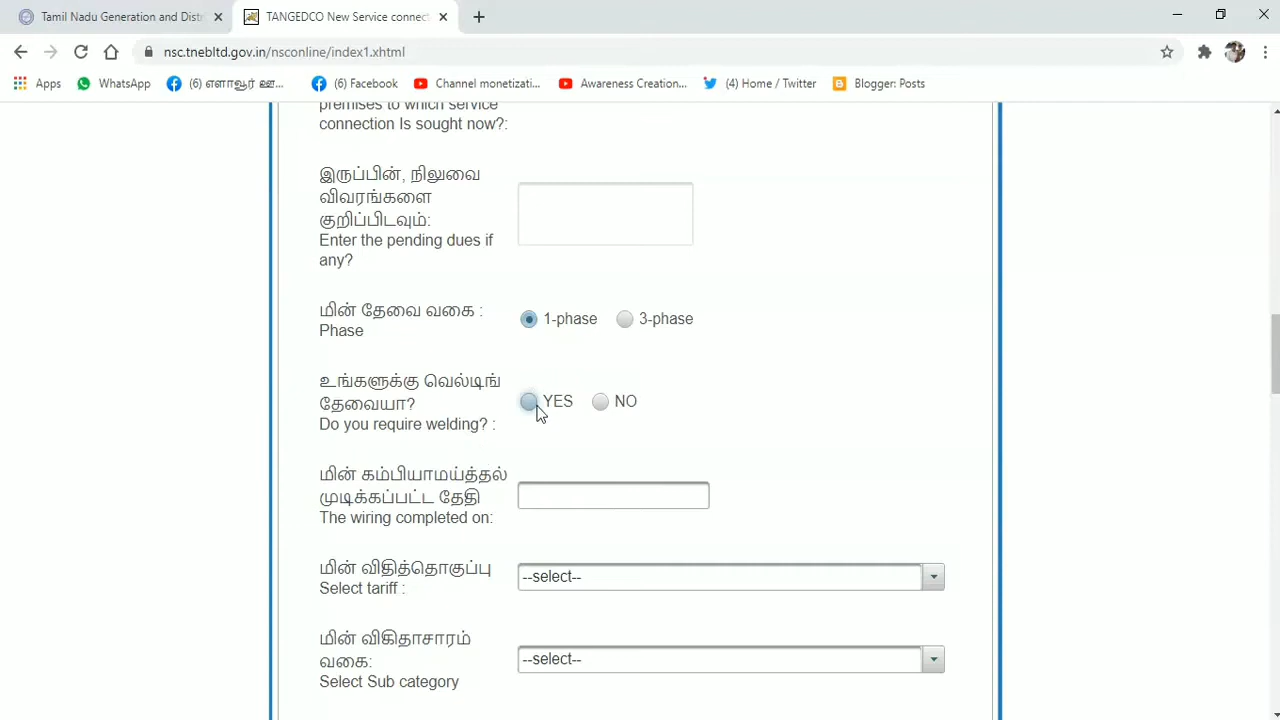 Tamil Nadu Generation and Distri
TANGEDCO New Service connect
nsc.tnebltd.gov.in/nsconline/index1.xhtml
Apps
WhatsApp
(6) எளாஆர் ஊ...
(6) Facebook
Channel monetizati...
Awareness Creation...
(4) Home / Twitter
Blogger: Posts
premises to which service
connection Is sought now?:
இருப்பின், நிலுவை
விவரங்களை
குறிப்பிடவும்:
Enter the pending dues if
any?
மின் தேவை வகை :
Phase
1-phase
3-phase
உங்களுக்கு வெல்டிங்
தேவையா?
Do you require welding? :
YES
NO
மின் கம்பியாமய்த்தல்
முடிக்கப்பட்ட தேதி
The wiring completed on:
மின் விதித்தொகுப்பு
Select tariff :
--select--
மின் விகிதாசாரம்
வகை:
Select Sub category
--select--